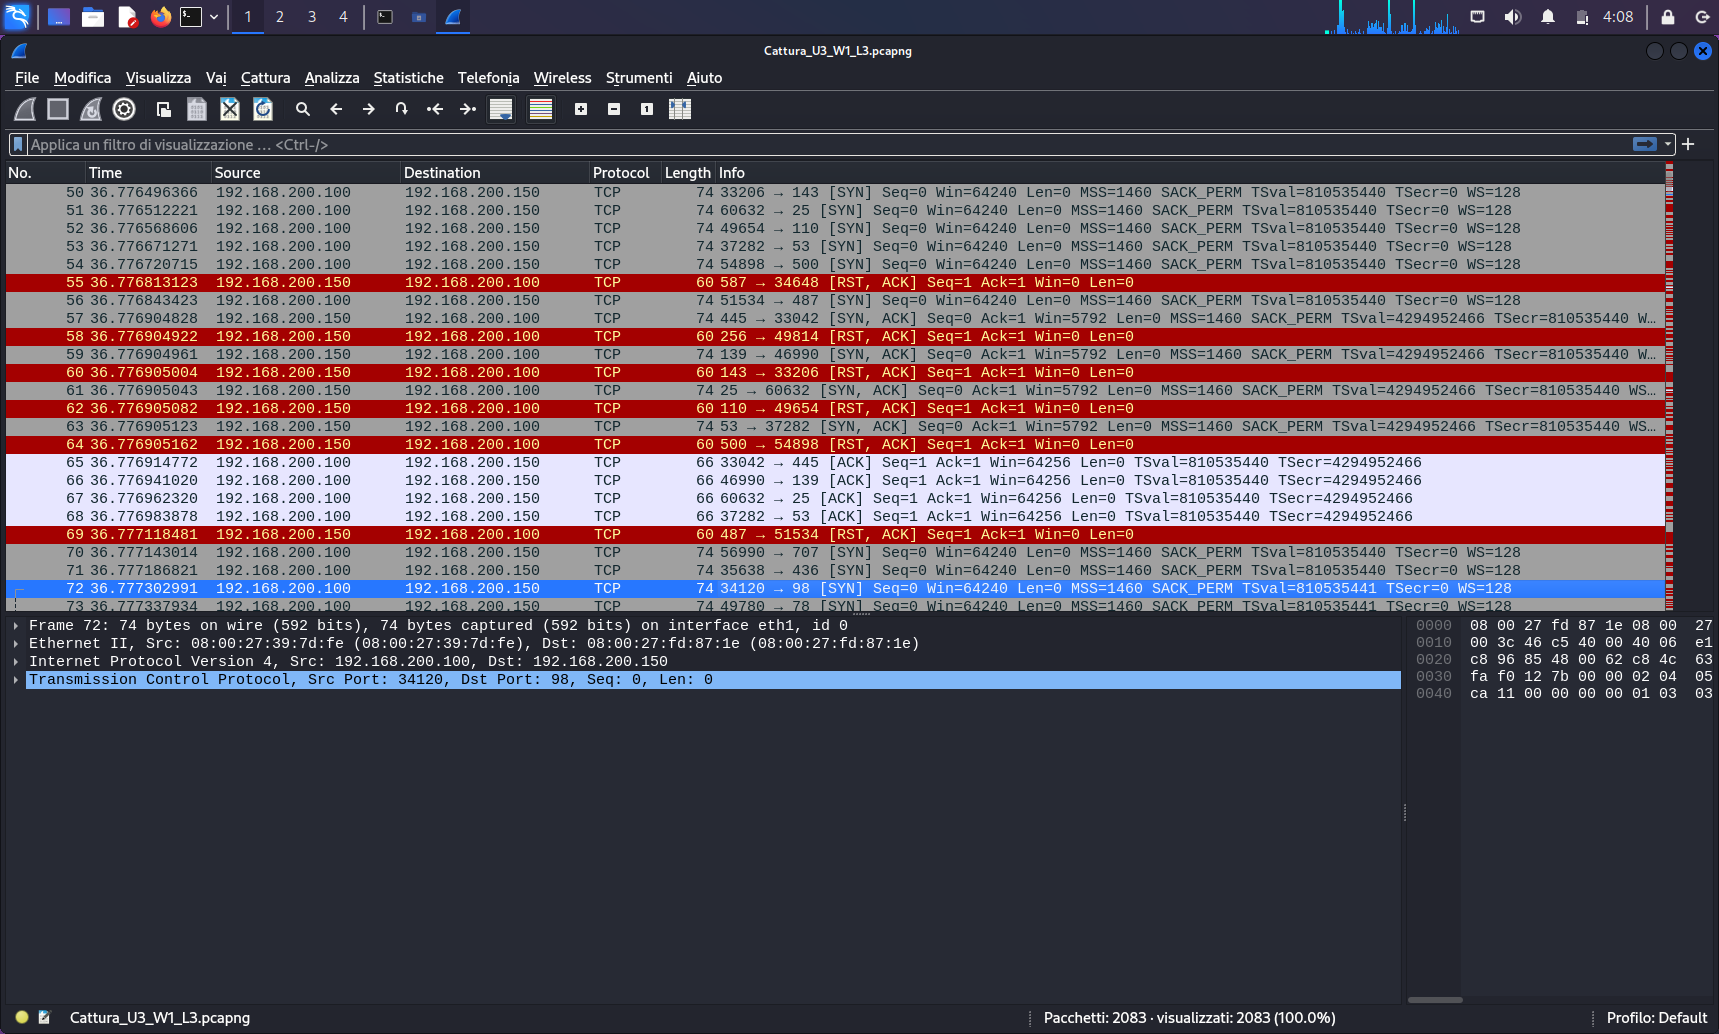 1 2 3 4 4:08
Cattura_U3_W1_L3.pcapng
File Modifica Visualizza Vai Cattura Analizza Statistiche Telefonia Wireless Strumenti Aiuto
Applica un filtro di visualizzazione … <Ctrl-/>
No. Time Source Destination Protocol Length Info
50 36.776496366 192.168.200.100 192.168.200.150 TCP 74 33206 → 143 [SYN] Seq=0 Win=64240 Len=0 MSS=1460 SACK_PERM TSval=810535440 TSecr=0 WS=128
51 36.776512221 192.168.200.100 192.168.200.150 TCP 74 60632 → 25 [SYN] Seq=0 Win=64240 Len=0 MSS=1460 SACK_PERM TSval=810535440 TSecr=0 WS=128
52 36.776568606 192.168.200.100 192.168.200.150 TCP 74 49654 → 110 [SYN] Seq=0 Win=64240 Len=0 MSS=1460 SACK_PERM TSval=810535440 TSecr=0 WS=128
53 36.776671271 192.168.200.100 192.168.200.150 TCP 74 37282 → 53 [SYN] Seq=0 Win=64240 Len=0 MSS=1460 SACK_PERM TSval=810535440 TSecr=0 WS=128
54 36.776720715 192.168.200.100 192.168.200.150 TCP 74 54898 → 500 [SYN] Seq=0 Win=64240 Len=0 MSS=1460 SACK_PERM TSval=810535440 TSecr=0 WS=128
55 36.776813123 192.168.200.150 192.168.200.100 TCP 60 587 → 34648 [RST, ACK] Seq=1 Ack=1 Win=0 Len=0
56 36.776843423 192.168.200.100 192.168.200.150 TCP 74 51534 → 487 [SYN] Seq=0 Win=64240 Len=0 MSS=1460 SACK_PERM TSval=810535440 TSecr=0 WS=128
57 36.776904828 192.168.200.150 192.168.200.100 TCP 74 445 → 33042 [SYN, ACK] Seq=0 Ack=1 Win=5792 Len=0 MSS=1460 SACK_PERM TSval=4294952466 TSecr=810535440 W…
58 36.776904922 192.168.200.150 192.168.200.100 TCP 60 256 → 49814 [RST, ACK] Seq=1 Ack=1 Win=0 Len=0
59 36.776904961 192.168.200.150 192.168.200.100 TCP 74 139 → 46990 [SYN, ACK] Seq=0 Ack=1 Win=5792 Len=0 MSS=1460 SACK_PERM TSval=4294952466 TSecr=810535440 W…
60 36.776905004 192.168.200.150 192.168.200.100 TCP 60 143 → 33206 [RST, ACK] Seq=1 Ack=1 Win=0 Len=0
61 36.776905043 192.168.200.150 192.168.200.100 TCP 74 25 → 60632 [SYN, ACK] Seq=0 Ack=1 Win=5792 Len=0 MSS=1460 SACK_PERM TSval=4294952466 TSecr=810535440 WS…
62 36.776905082 192.168.200.150 192.168.200.100 TCP 60 110 → 49654 [RST, ACK] Seq=1 Ack=1 Win=0 Len=0
63 36.776905123 192.168.200.150 192.168.200.100 TCP 74 53 → 37282 [SYN, ACK] Seq=0 Ack=1 Win=5792 Len=0 MSS=1460 SACK_PERM TSval=4294952466 TSecr=810535440 WS…
64 36.776905162 192.168.200.150 192.168.200.100 TCP 60 500 → 54898 [RST, ACK] Seq=1 Ack=1 Win=0 Len=0
65 36.776914772 192.168.200.100 192.168.200.150 TCP 66 33042 → 445 [ACK] Seq=1 Ack=1 Win=64256 Len=0 TSval=810535440 TSecr=4294952466
66 36.776941020 192.168.200.100 192.168.200.150 TCP 66 46990 → 139 [ACK] Seq=1 Ack=1 Win=64256 Len=0 TSval=810535440 TSecr=4294952466
67 36.776962320 192.168.200.100 192.168.200.150 TCP 66 60632 → 25 [ACK] Seq=1 Ack=1 Win=64256 Len=0 TSval=810535440 TSecr=4294952466
68 36.776983878 192.168.200.100 192.168.200.150 TCP 66 37282 → 53 [ACK] Seq=1 Ack=1 Win=64256 Len=0 TSval=810535440 TSecr=4294952466
69 36.777118481 192.168.200.150 192.168.200.100 TCP 60 487 → 51534 [RST, ACK] Seq=1 Ack=1 Win=0 Len=0
70 36.777143014 192.168.200.100 192.168.200.150 TCP 74 56990 → 707 [SYN] Seq=0 Win=64240 Len=0 MSS=1460 SACK_PERM TSval=810535440 TSecr=0 WS=128
71 36.777186821 192.168.200.100 192.168.200.150 TCP 74 35638 → 436 [SYN] Seq=0 Win=64240 Len=0 MSS=1460 SACK_PERM TSval=810535440 TSecr=0 WS=128
72 36.777302991 192.168.200.100 192.168.200.150 TCP 74 34120 → 98 [SYN] Seq=0 Win=64240 Len=0 MSS=1460 SACK_PERM TSval=810535441 TSecr=0 WS=128
73 36.777337934 192.168.200.100 192.168.200.150 TCP 74 49780 → 78 [SYN] Seq=0 Win=64240 Len=0 MSS=1460 SACK_PERM TSval=810535441 TSecr=0 WS=128
Frame 72: 74 bytes on wire (592 bits), 74 bytes captured (592 bits) on interface eth1, id 0
Ethernet II, Src: 08:00:27:39:7d:fe (08:00:27:39:7d:fe), Dst: 08:00:27:fd:87:1e (08:00:27:fd:87:1e)
Internet Protocol Version 4, Src: 192.168.200.100, Dst: 192.168.200.150
Transmission Control Protocol, Src Port: 34120, Dst Port: 98, Seq: 0, Len: 0
0000 08 00 27 fd 87 1e 08 00 27
0010 00 3c 46 c5 40 00 40 06 e1
0020 c8 96 85 48 00 62 c8 4c 63
0030 fa f0 12 7b 00 00 02 04 05
0040 ca 11 00 00 00 00 01 03 03
Cattura_U3_W1_L3.pcapng
Pacchetti: 2083 · visualizzati: 2083 (100.0%)
Profilo: Default